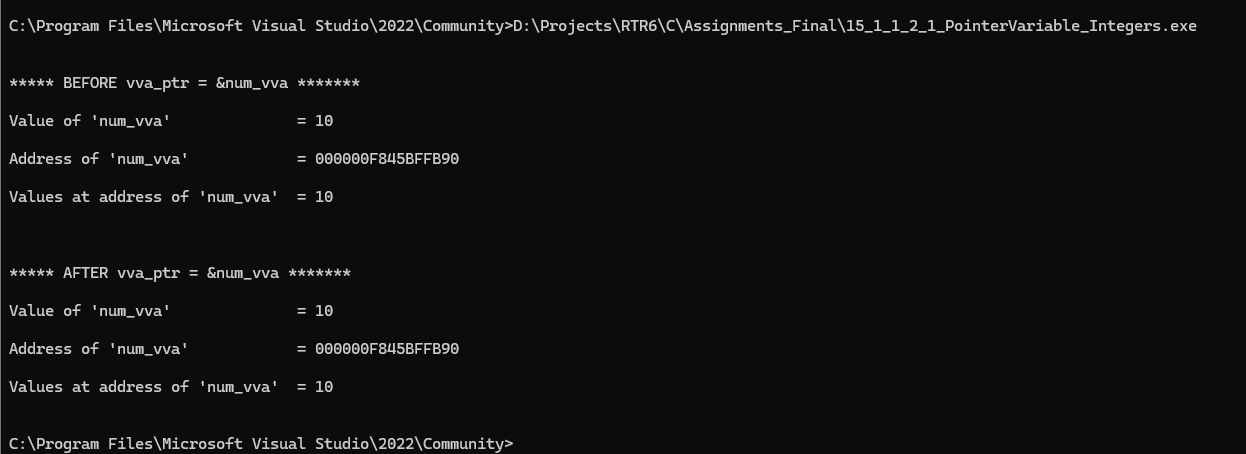 C:\Program Files\Microsoft Visual Studio\2022\Community>D:\Projects\RTR6\C\Assignments_Final\15_1_1_2_1_PointerVariable_Integers.exe
***** BEFORE vva_ptr = &num_vva *******
Value of 'num_vva'              = 10
Address of 'num_vva'            = 000000F845BFFB90
Values at address of 'num_vva'  = 10
***** AFTER vva_ptr = &num_vva *******
Value of 'num_vva'              = 10
Address of 'num_vva'            = 000000F845BFFB90
Values at address of 'num_vva'  = 10
C:\Program Files\Microsoft Visual Studio\2022\Community>